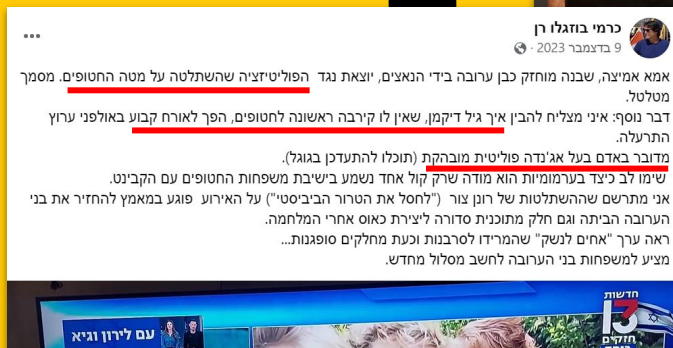 כרמי בוזגלו רן
9 בדצמבר 2023
אמא אמיצה, שבנה מוחזק כבן ערובה בידי הנאצים, יוצאת נגד הפוליטיזציה שהשתלטה על מטה החטופים. מסמך
מטלטל.
דבר נוסף: איני מצליח להבין איך גיל דיקמן, שאין לו קירבה ראשונה לחטופים, הפך לאורח קבוע באולפני ערוץ
התרעלה.
מדובר באדם בעל אג'נדה פוליטית מובהקת (תוכלו להתעדכן בגוגל).
שימו לב כיצד בערמומיות הוא מודה שרק קול אחד נשמע בישיבת משפחות החטופים עם הקבינט.
אני מתרשם שההשתלטות של רונן צור ("לחסל את הטרור הביביסטי") על האירוע פוגע במאמץ להחזיר את בני
הערובה הביתה וגם חלק מתוכנית סדורה ליצירת כאוס אחרי המלחמה.
ראה ערך "אחים לנשק" שהמרידו לסרבנות וכעת מחלקים סופגנות...
מציע למשפחות בני הערובה לחשב מסלול מחדש.
חדשות
13
חזקים
עם לירון וגיא